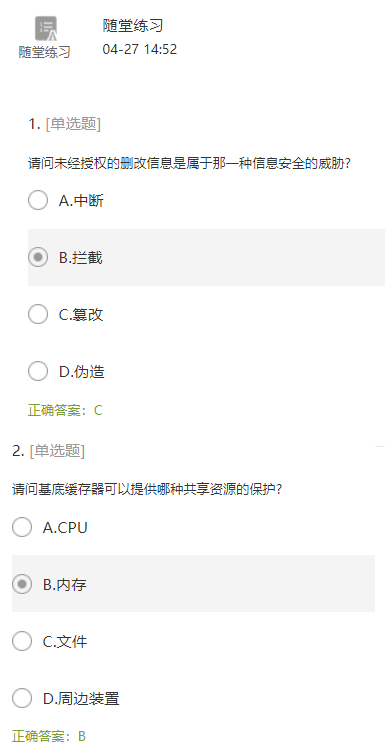 随堂练习
随堂练习
04-27 14:52
1. [单选题]
请问未经授权的删改信息是属于那一种信息安全的威胁?
A.中断
B.拦截
C.篡改
D.伪造
正确答案: C
2. [单选题]
请问基底缓存器可以提供哪种共享资源的保护?
A.CPU
B.内存
C.文件
D.周边装置
正确答案: B